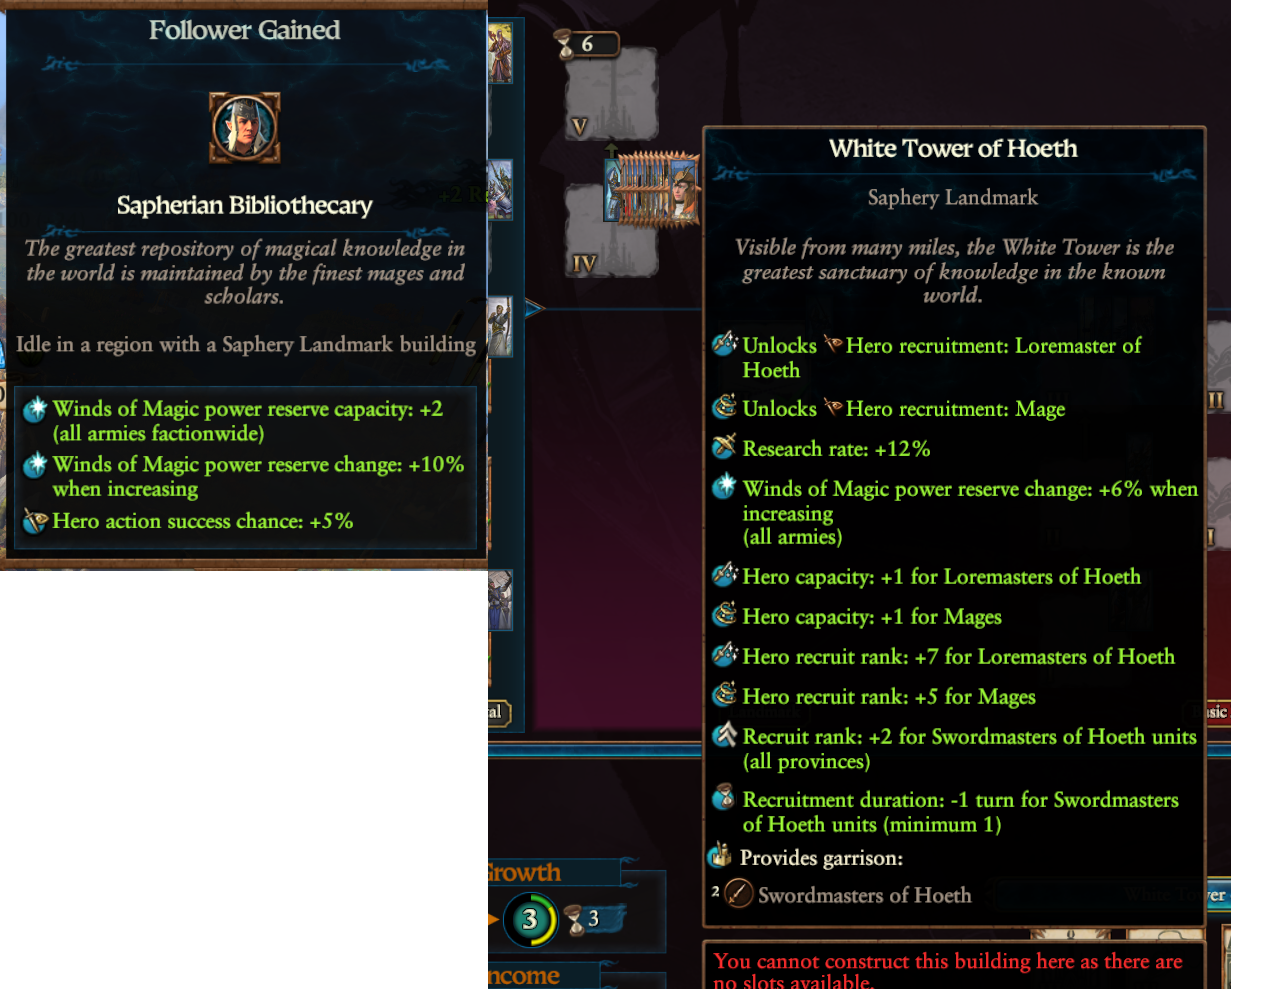 Follower Gained
Sapherian Bibliothecary
The greatest repository of magical knowledge in
the world is maintained by the finest mages and
scholars.
Idle in a region with a Saphery Landmark building
Winds of Magic power reserve capacity: +2
(all armies factionwide)
Winds of Magic power reserve change: +10%
when increasing
Hero action success chance: +5%
+2 R
6
V
IV
White Tower of Hoeth
Saphery Landmark
Visible from many miles, the White Tower is the
greatest sanctuary of knowledge in the known
world.
Unlocks Hero recruitment: Loremaster of
Hoeth
Unlocks Hero recruitment: Mage
Research rate: +12%
Winds of Magic power reserve change: +6% when
increasing
(all armies)
Hero capacity: +1 for Loremasters of Hoeth
Hero capacity: +1 for Mages
Hero recruit rank: +7 for Loremasters of Hoeth
Hero recruit rank: +5 for Mages
Recruit rank: +2 for Swordmasters of Hoeth units
(all provinces)
Recruitment duration: -1 turn for Swordmasters
of Hoeth units (minimum 1)
Provides garrison:
2 Swordmasters of Hoeth
You cannot construct this building here as there are
no slots available.
II
I
al
asic
White Tower
Growth
3
3
ncome